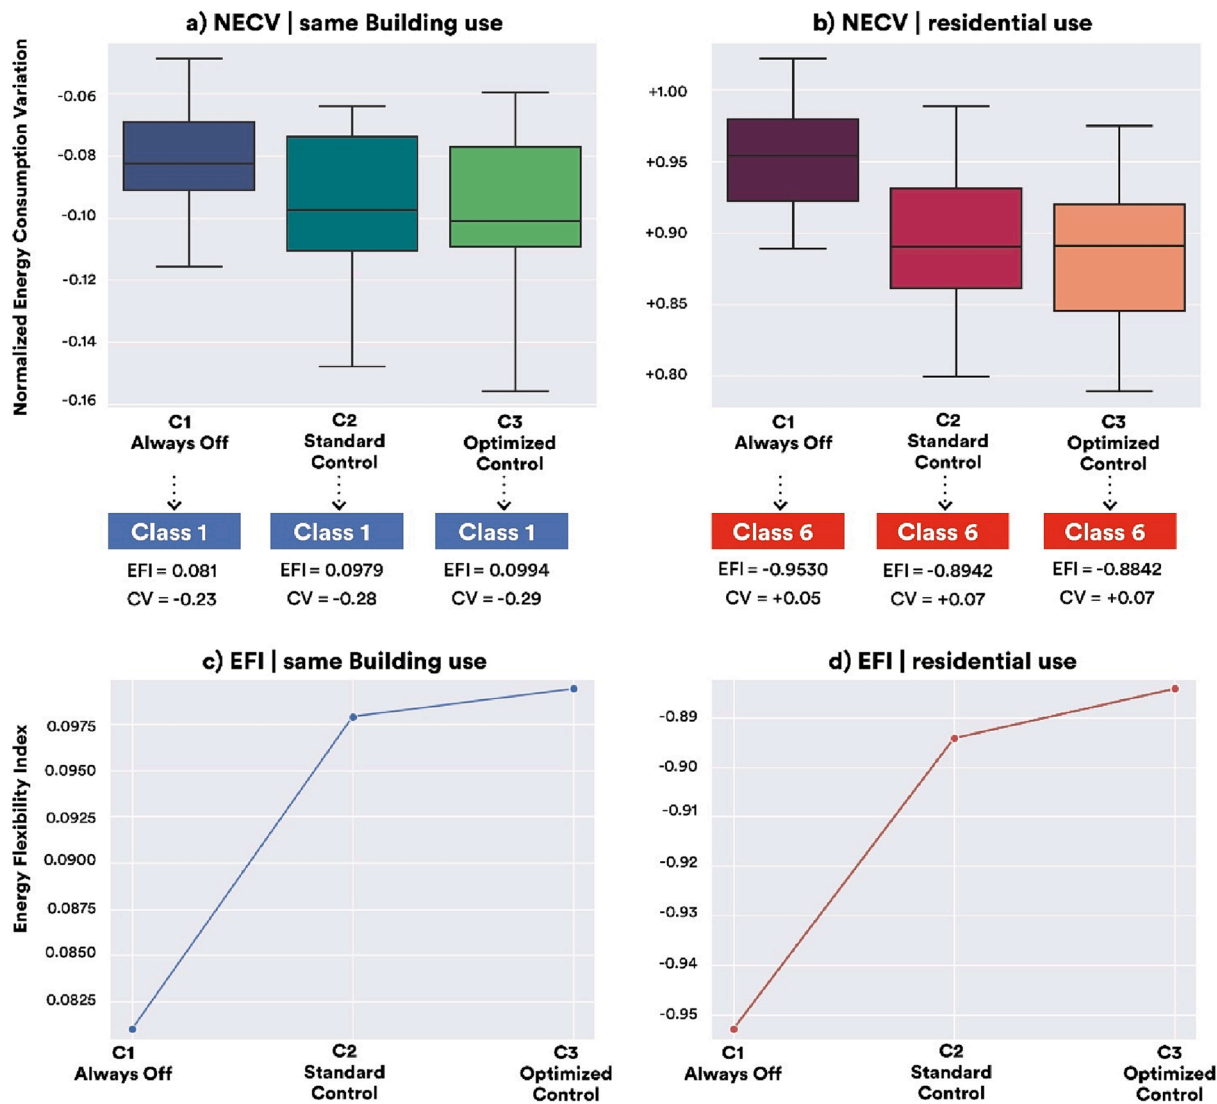 a) NECV | same Building use
b) NECV | residential use
Normalized Energy Consumption Variation
-0.06
-0.08
-0.10
-0.12
-0.14
-0.16
+1.00
+0.95
+0.90
+0.85
+0.80
C1
Always Off
C2
Standard
Control
C3
Optimized
Control
C1
Always Off
C2
Standard
Control
C3
Optimized
Control
Class 1
Class 1
Class 1
Class 6
Class 6
Class 6
EFI = 0.081
EFI = 0.0979
EFI = 0.0994
EFI = -0.9530
EFI = -0.8942
EFI = -0.8842
CV = -0.23
CV = -0.28
CV = -0.29
CV = +0.05
CV = +0.07
CV = +0.07
c) EFI | same Building use
d) EFI | residential use
Energy Flexibility Index
0.0975
0.0950
0.0925
0.0900
0.0875
0.0850
0.0825
-0.89
-0.90
-0.91
-0.92
-0.93
-0.94
-0.95
C1
Always Off
C2
Standard
Control
C3
Optimized
Control
C1
Always Off
C2
Standard
Control
C3
Optimized
Control